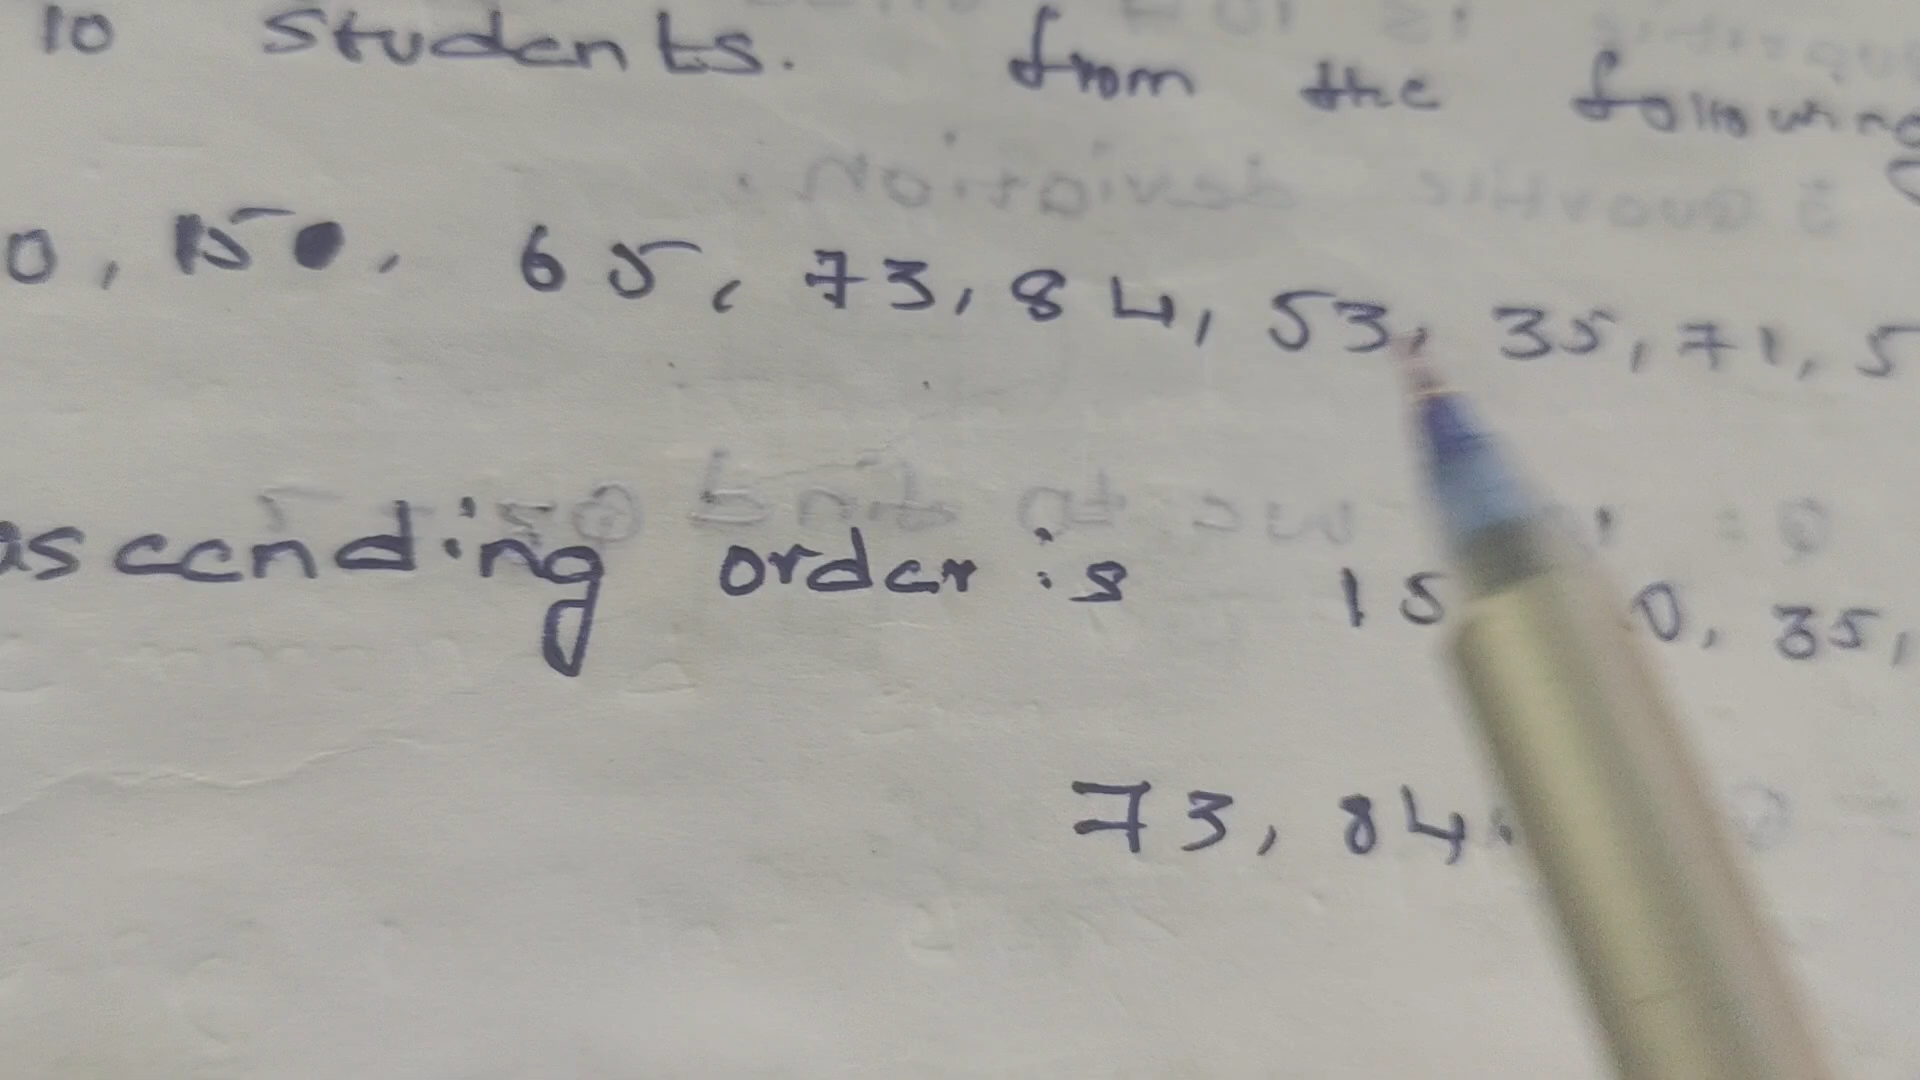 10 students. from the following
0, 150, 65, 73, 84, 53, 35, 71, 5
ascending order is 15 0, 35,
73, 84